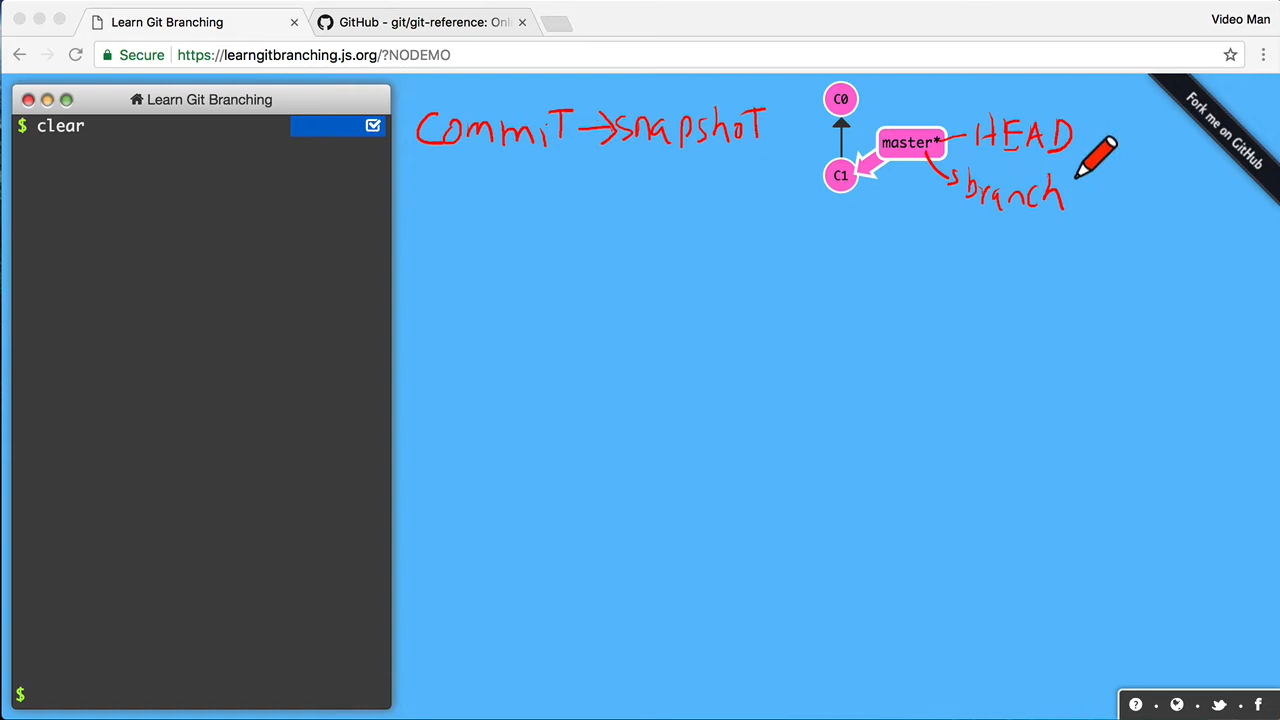 Learn Git Branching
GitHub - git/git-reference: Onli
Video Man
Secure
https://learngitbranching.js.org/?NODEMO
Learn Git Branching
$ clear
CommiT → snapshoT
C0
master*
HEAD
C1
branch
Fork me on GitHub
$